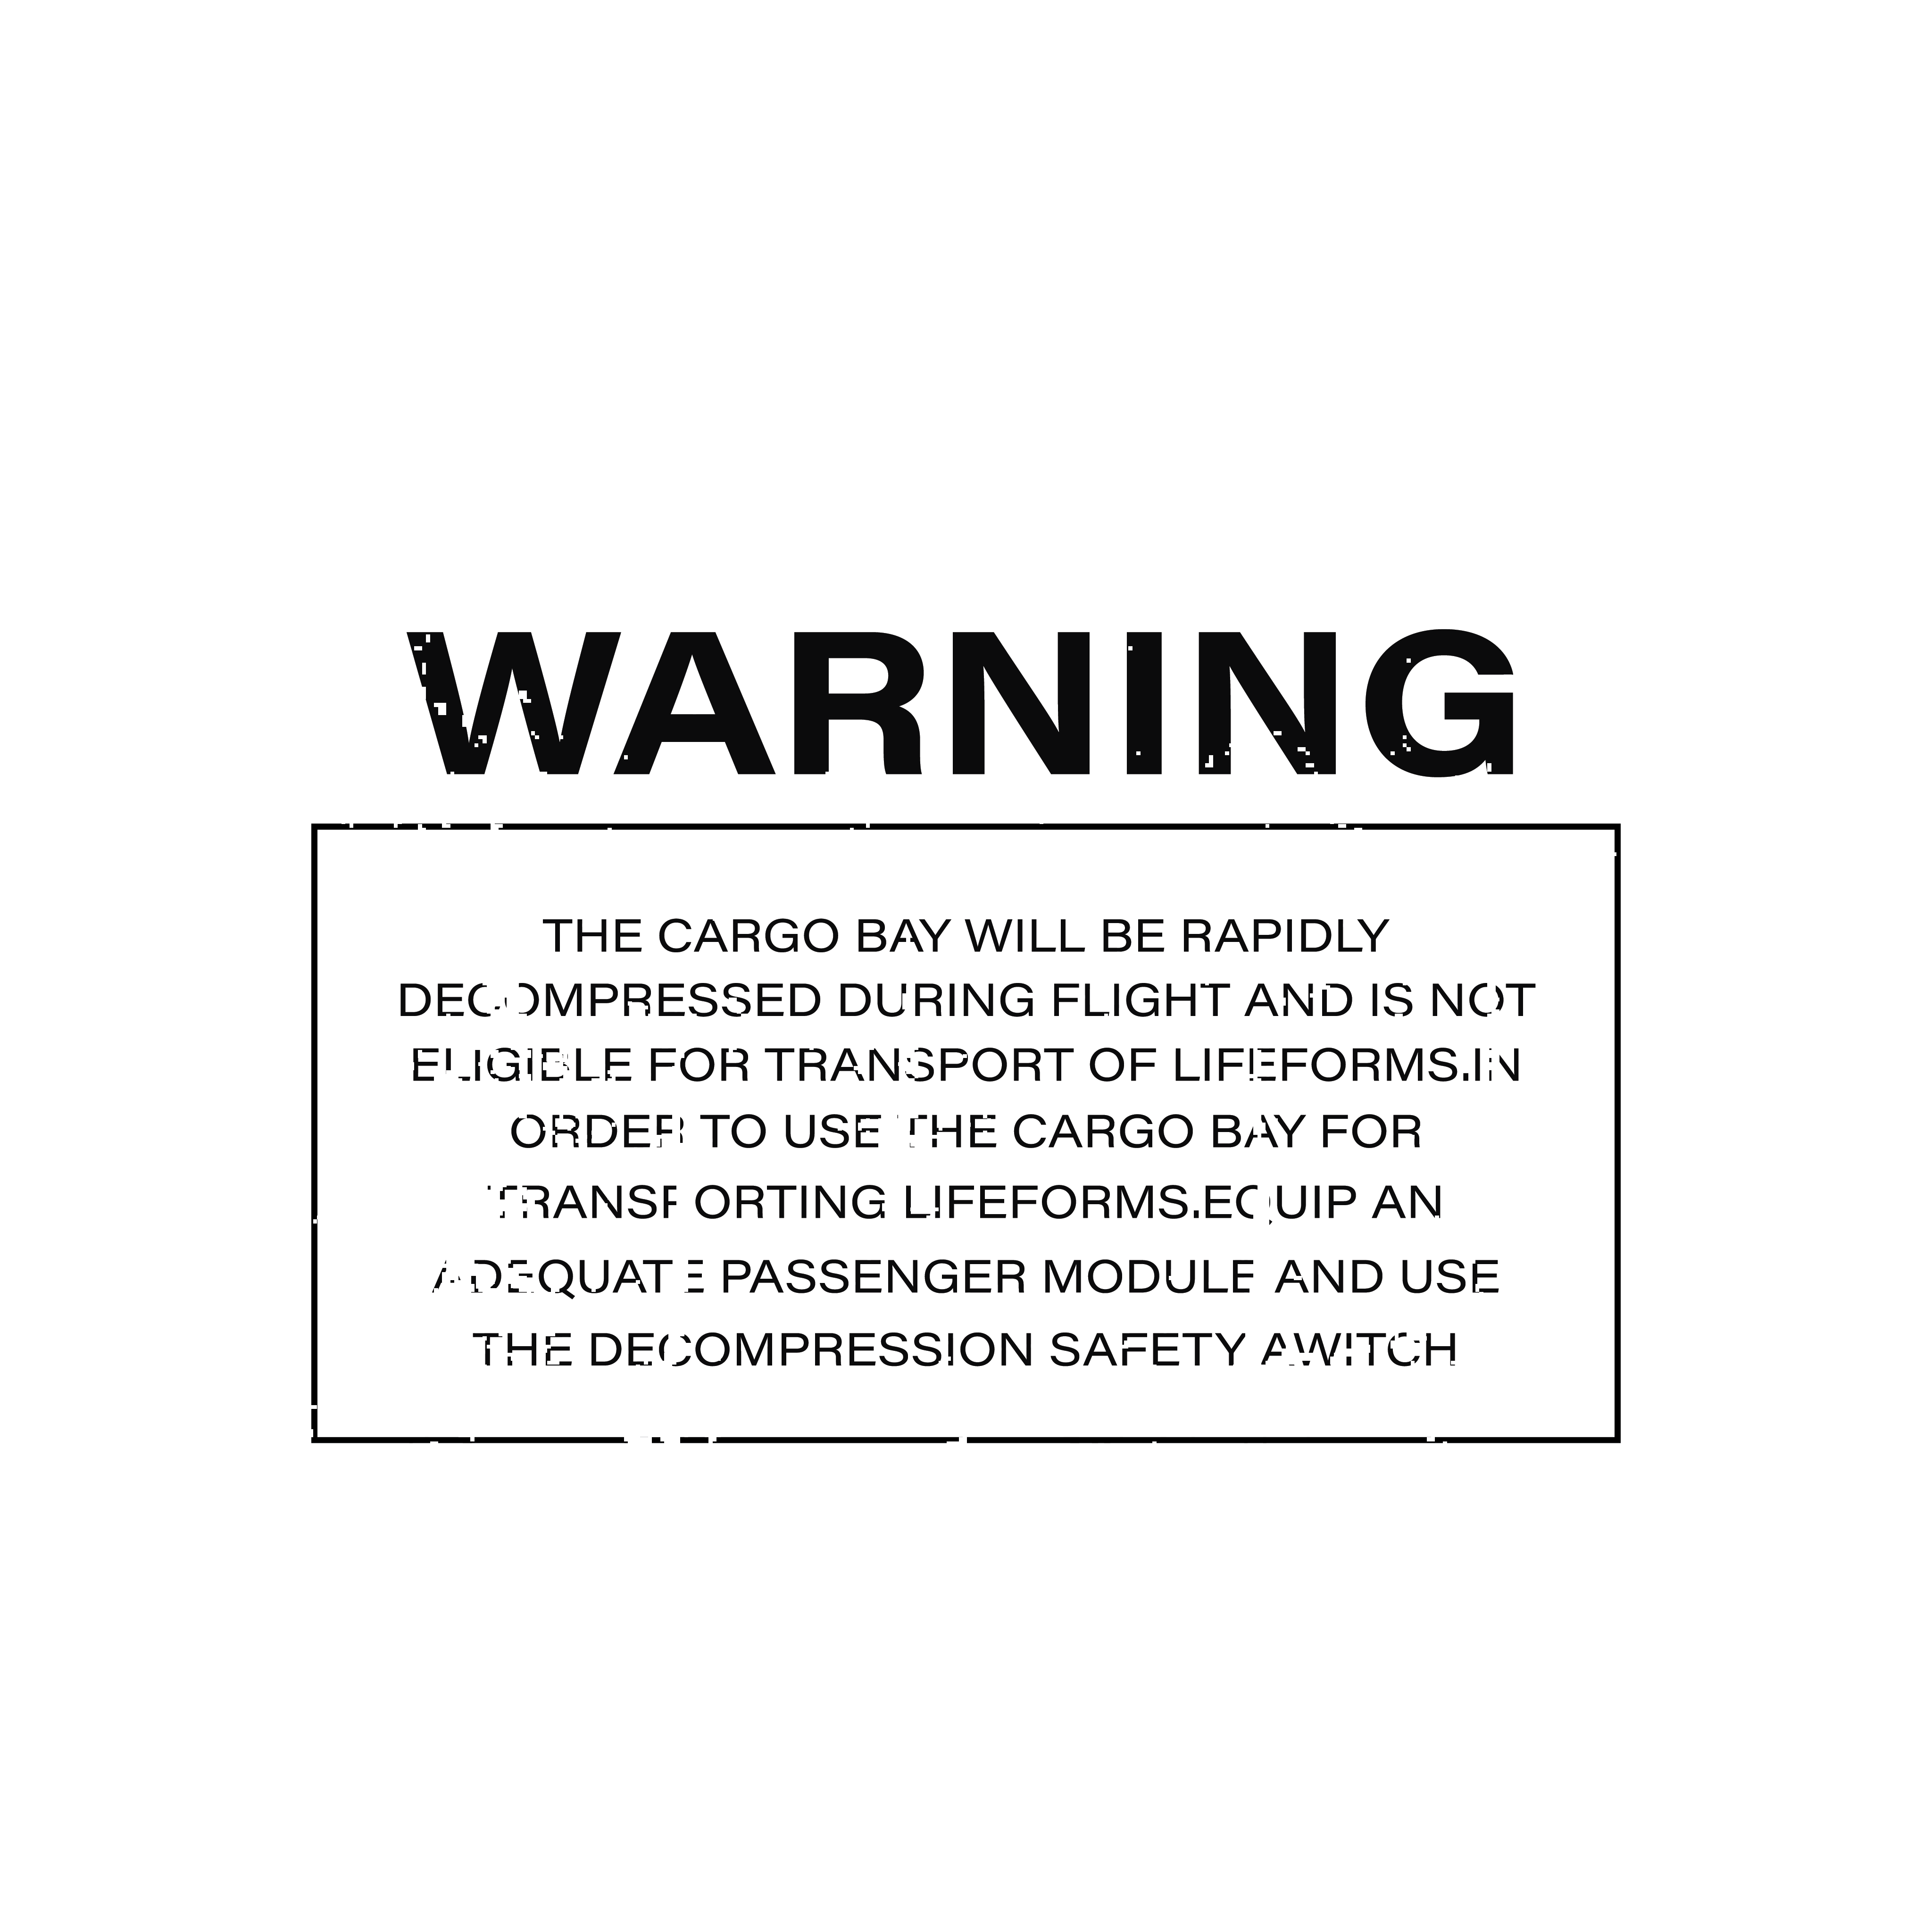 WARNING
THE CARGO BAY WILL BE RAPIDLY
DECOMPRESSED DURING FLIGHT AND IS NOT
ELIGIBLE FOR TRANSPORT OF LIFEFORMS.IN
ORDER TO USE THE CARGO BAY FOR
TRANSPORTING LIFEFORMS.EQUIP AN
ADEQUATE PASSENGER MODULE AND USE
THE DECOMPRESSION SAFETY AWITCH